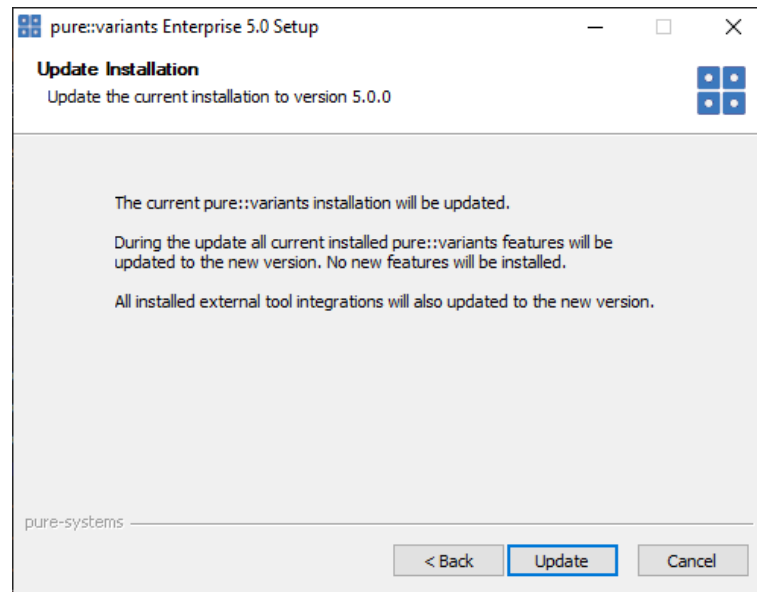 pure::variants Enterprise 5.0 Setup
Update Installation
Update the current installation to version 5.0.0
The current pure::variants installation will be updated.
During the update all current installed pure::variants features will be
updated to the new version. No new features will be installed.
All installed external tool integrations will also updated to the new version.
pure-systems
< Back
Update
Cancel